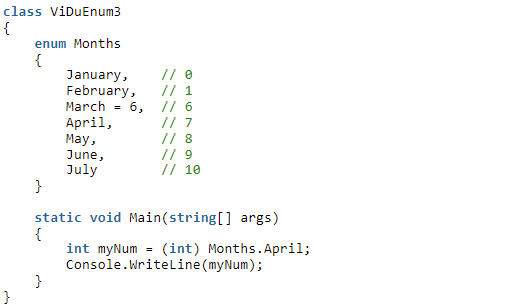 class ViDuEnum3
{
    enum Months
    {
        January,    // 0
        February,   // 1
        March = 6,  // 6
        April,      // 7
        May,        // 8
        June,       // 9
        July        // 10
    }

    static void Main(string[] args)
    {
        int myNum = (int) Months.April;
        Console.WriteLine(myNum);
    }
}